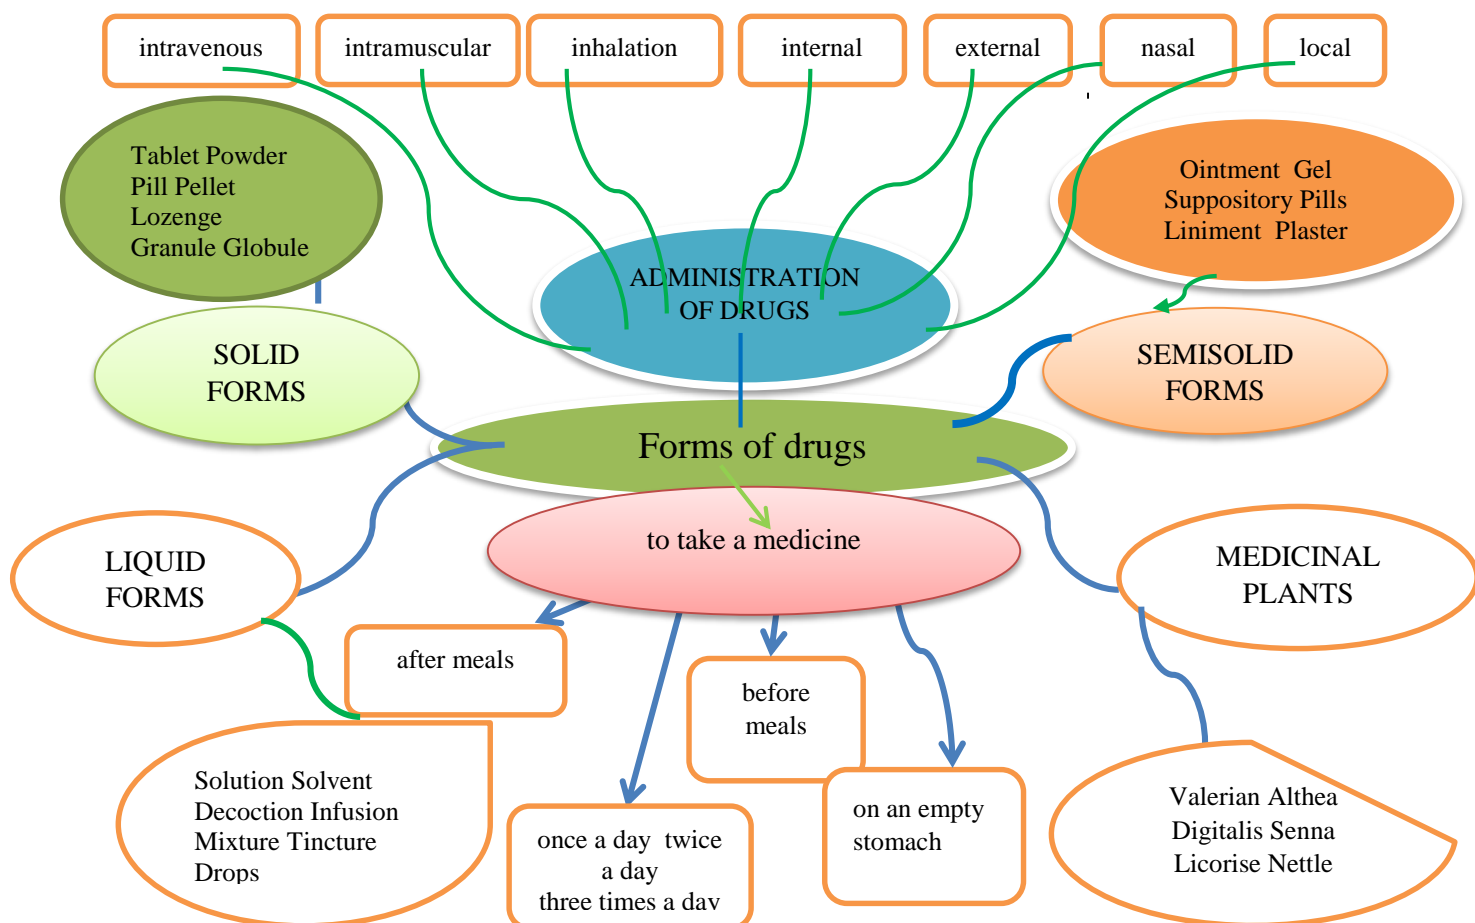 intravenous
intramuscular
inhalation
internal
external
nasal
local
Tablet Powder
Pill Pellet
Lozenge
Granule Globule
Ointment Gel
Suppository Pills
Liniment Plaster
ADMINISTRATION
OF DRUGS
SOLID
FORMS
SEMISOLID
FORMS
Forms of drugs
to take a medicine
LIQUID
FORMS
MEDICINAL
PLANTS
after meals
before
meals
Solution Solvent
Decoction Infusion
Mixture Tincture
Drops
once a day twice
a day
three times a day
on an empty
stomach
Valerian Althea
Digitalis Senna
Licorise Nettle